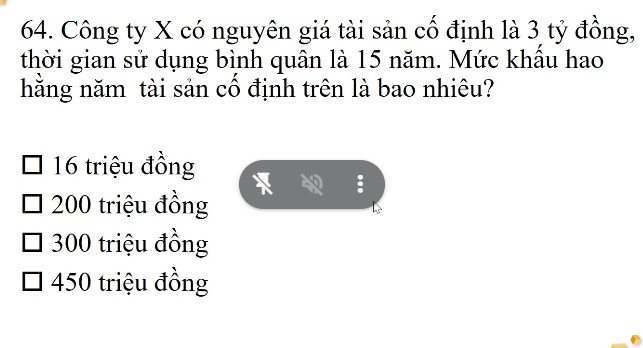 64. Công ty X có nguyên giá tài sản cố định là 3 tỷ đồng,
thời gian sử dụng bình quân là 15 năm. Mức khấu hao
hằng năm tài sản cố định trên là bao nhiêu?
☐ 16 triệu đồng
☐ 200 triệu đồng
☐ 300 triệu đồng
☐ 450 triệu đồng